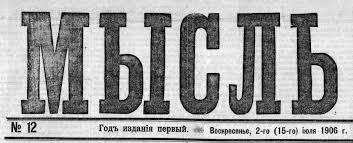 МЫСЛЬ
№ 12 Годъ изданія первый. Воскресенье, 2-го (15-го) іюля 1906 г.